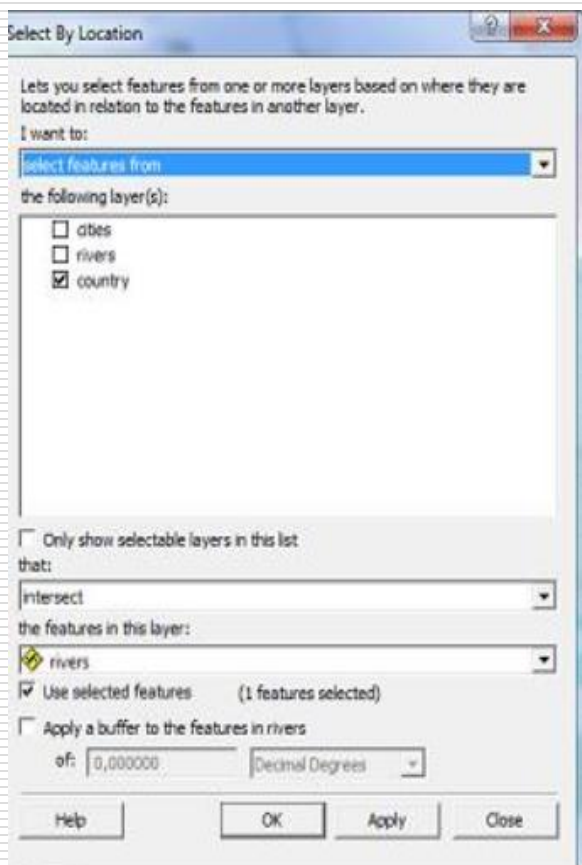 Select By Location
Lets you select features from one or more layers based on where they are
located in relation to the features in another layer.
I want to:
select features from
the following layer(s):
cities
rivers
country
Only show selectable layers in this list
that:
intersect
the features in this layer:
rivers
Use selected features (1 features selected)
Apply a buffer to the features in rivers
of: 0,000000 Decimal Degrees
Help OK Apply Close